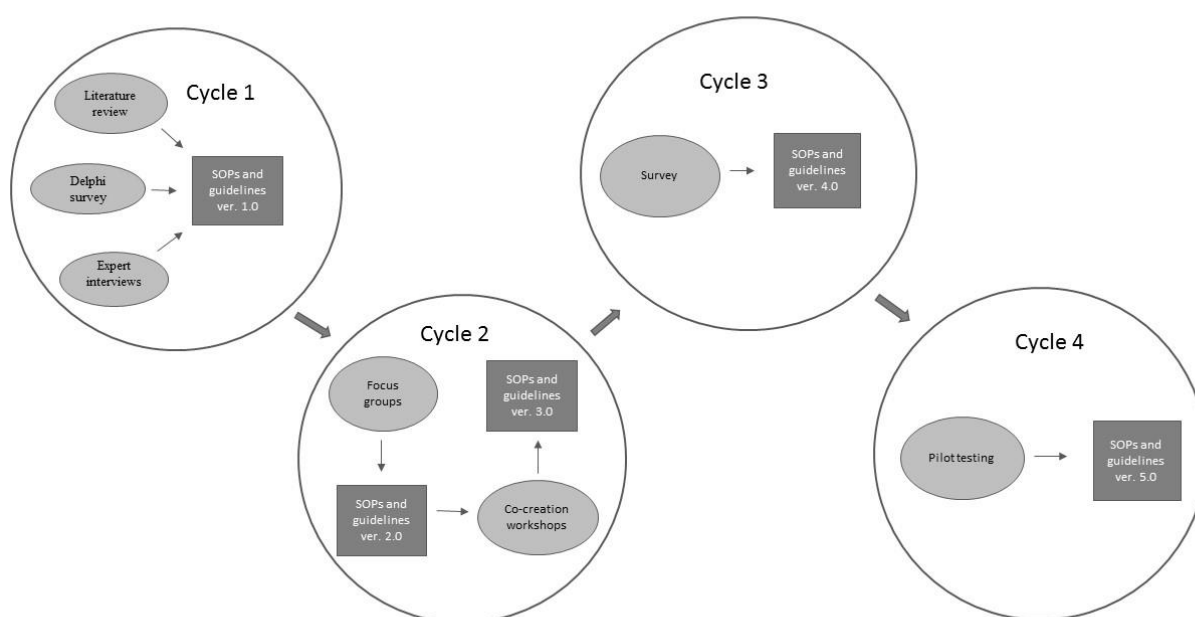 Cycle 1
Literature
review
Delphi
survey
Expert
interviews
SOPs and
guidelines
ver. 1.0
Cycle 2
Focus
groups
SOPs and
guidelines
ver. 2.0
Co-creation
workshops
SOPs and
guidelines
ver. 3.0
Cycle 3
Survey
SOPs and
guidelines
ver. 4.0
Cycle 4
Pilot testing
SOPs and
guidelines
ver. 5.0